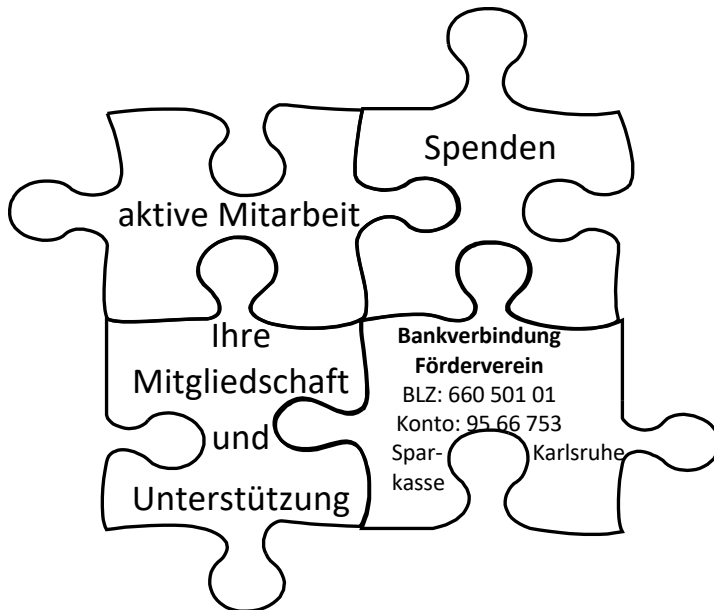 Spenden
aktive Mitarbeit
Ihre
Mitgliedschaft
und
Unterstützung
Bankverbindung
Förderverein
BLZ: 660 501 01
Konto: 95 66 753
Spar- Karlsruhe
kasse